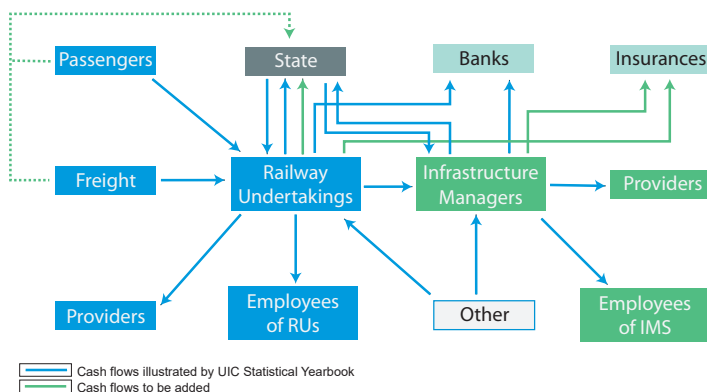 Passengers
State
Banks
Insurances
Freight
Railway
Undertakings
Infrastructure
Managers
Providers
Providers
Employees
of RUs
Other
Employees
of IMS
Cash flows illustrated by UIC Statistical Yearbook
Cash flows to be added